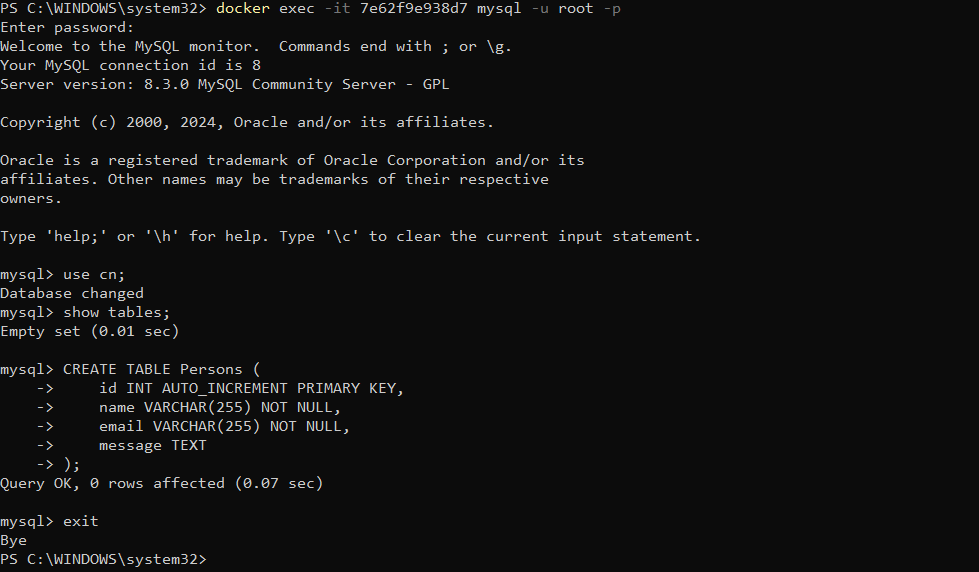 PS C:\WINDOWS\system32> docker exec -it 7e62f9e938d7 mysql -u root -p
Enter password:
Welcome to the MySQL monitor.  Commands end with ; or \g.
Your MySQL connection id is 8
Server version: 8.3.0 MySQL Community Server - GPL

Copyright (c) 2000, 2024, Oracle and/or its affiliates.

Oracle is a registered trademark of Oracle Corporation and/or its
affiliates. Other names may be trademarks of their respective
owners.

Type 'help;' or '\h' for help. Type '\c' to clear the current input statement.

mysql> use cn;
Database changed
mysql> show tables;
Empty set (0.01 sec)

mysql> CREATE TABLE Persons (
    ->     id INT AUTO_INCREMENT PRIMARY KEY,
    ->     name VARCHAR(255) NOT NULL,
    ->     email VARCHAR(255) NOT NULL,
    ->     message TEXT
    -> );
Query OK, 0 rows affected (0.07 sec)

mysql> exit
Bye
PS C:\WINDOWS\system32>